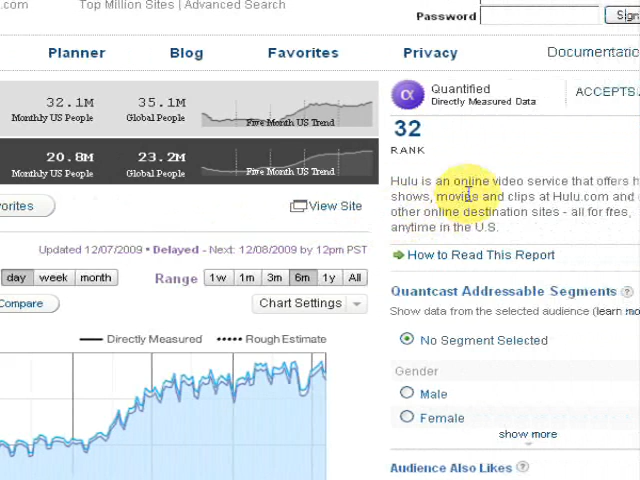 .com Top Million Sites | Advanced Search
Password Sign
Planner Blog Favorites Privacy Documentatio
32.1M 35.1M
Monthly US People Global People Five Month US Trend
20.8M 23.2M
Monthly US People Global People Five Month US Trend
orites View Site
Updated 12/07/2009 • Delayed - Next: 12/08/2009 by 12pm PST
day week month Range 1w 1m 3m 6m 1y All
Compare Chart Settings
Directly Measured Rough Estimate
α Quantified ACCEPTS
Directly Measured Data
32
RANK
Hulu is an online video service that offers h
shows, movies and clips at Hulu.com and
other online destination sites - all for free,
anytime in the U.S.
How to Read This Report
Quantcast Addressable Segments ?
Show data from the selected audience (learn mo
No Segment Selected
Gender
Male
Female
show more
Audience Also Likes ?